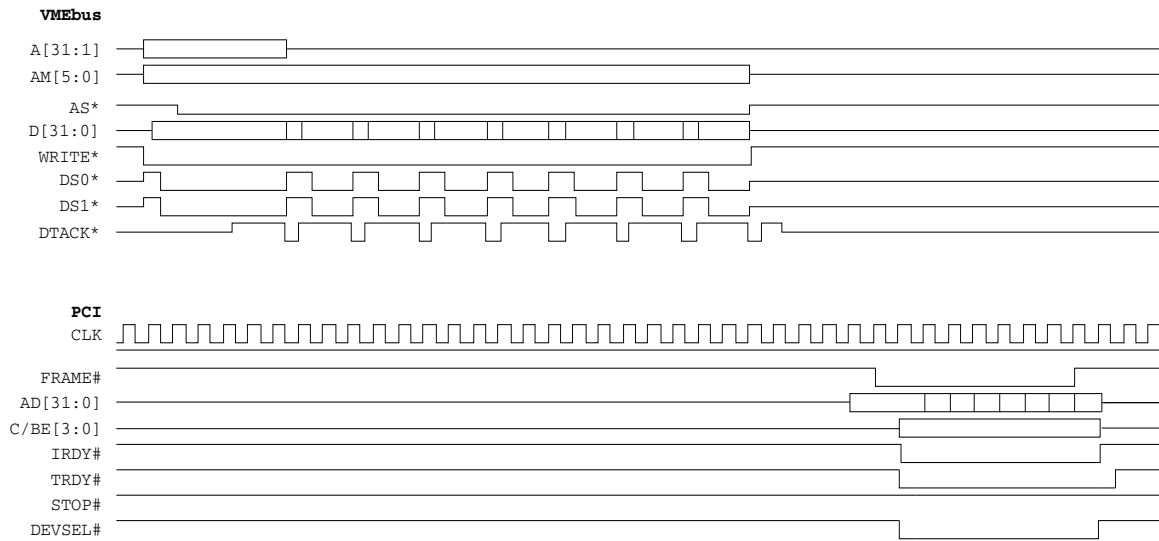 VMEbus
A[31:1]
AM[5:0]
AS*
D[31:0]
WRITE*
DS0*
DS1*
DTACK*
PCI
CLK
FRAME#
AD[31:0]
C/BE[3:0]
IRDY#
TRDY#
STOP#
DEVSEL#